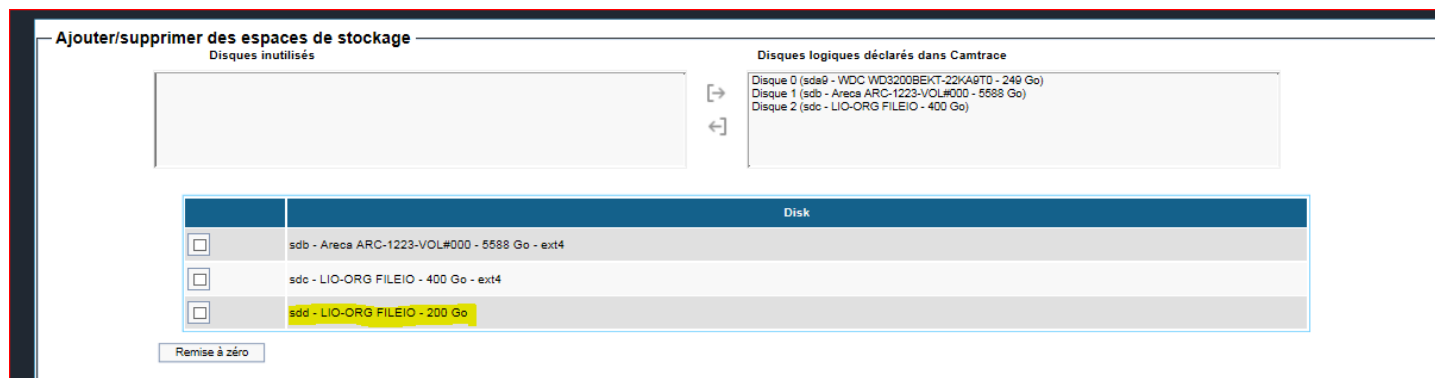 Ajouter/supprimer des espaces de stockage
Disques inutilisés
Disques logiques déclarés dans Camtrace
Disque 0 (sda9 - WDC WD3200BEKT-22KA9T0 - 249 Go)
Disque 1 (sdb - Areca ARC-1223-VOL#000 - 5588 Go)
Disque 2 (sdc - LIO-ORG FILEIO - 400 Go)
Disk
sdb - Areca ARC-1223-VOL#000 - 5588 Go - ext4
sdc - LIO-ORG FILEIO - 400 Go - ext4
sdd - LIO-ORG FILEIO - 200 Go
Remise à zéro